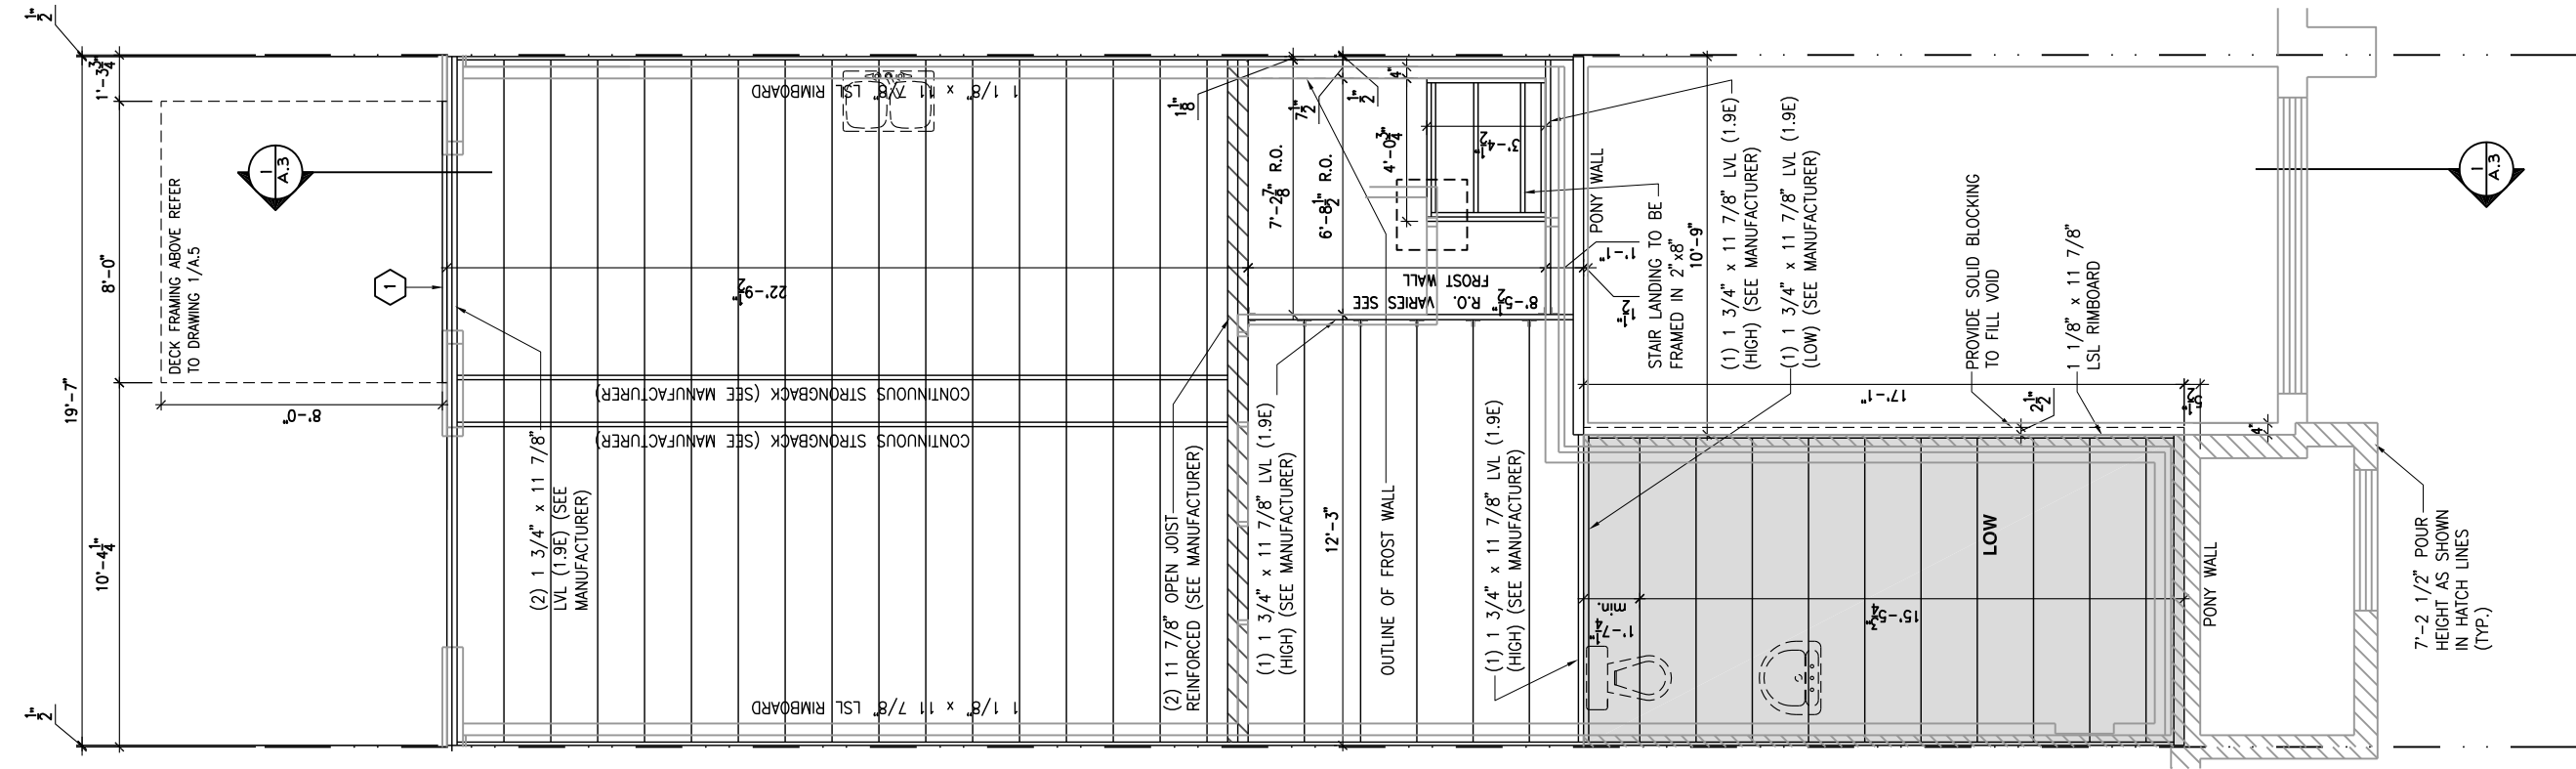 1/2"
1'-3 3/4"
19'-7"
8'-0"
10'-4 1/4"
1/2"
DECK FRAMING ABOVE REFER
TO DRAWING 1/A.5
8'-0"
1
A.3
1
1 1/8" x 11 7/8" LSL RIMBOARD
22'-9 1/2"
CONTINUOUS STRONGBACK (SEE MANUFACTURER)
CONTINUOUS STRONGBACK (SEE MANUFACTURER)
(2) 1 3/4" x 11 7/8"
LVL (1.9E) (SEE
MANUFACTURER)
1 1/8" x 11 7/8" LSL RIMBOARD
(2) 11 7/8" OPEN JOIST
REINFORCED (SEE MANUFACTURER)
1 1/8"
7 1/2"
1/2"
4"
7'-2 7/8" R.O.
6'-8 1/2" R.O.
4'-0 3/4"
3'-4 1/2"
8'-5 1/2" R.O. VARIES SEE
FROST WALL
1'-1"
1 1/2"
(1) 1 3/4" x 11 7/8" LVL (1.9E)
(HIGH) (SEE MANUFACTURER)
12'-3"
OUTLINE OF FROST WALL
(1) 1 3/4" x 11 7/8" LVL (1.9E)
(HIGH) (SEE MANUFACTURER)
PONY WALL
STAIR LANDING TO BE
FRAMED IN 2"x8"
10'-9"
(1) 1 3/4" x 11 7/8" LVL (1.9E)
(HIGH) (SEE MANUFACTURER)
(1) 1 3/4" x 11 7/8" LVL (1.9E)
(LOW) (SEE MANUFACTURER)
PROVIDE SOLID BLOCKING
TO FILL VOID
1 1/8" x 11 7/8"
LSL RIMBOARD
17'-1"
2 1/2"
5 1/2"
4"
1'-7 1/4"
min.
15'-5 3/4"
LOW
PONY WALL
7'-2 1/2" POUR
HEIGHT AS SHOWN
IN HATCH LINES
(TYP.)
1
A.3